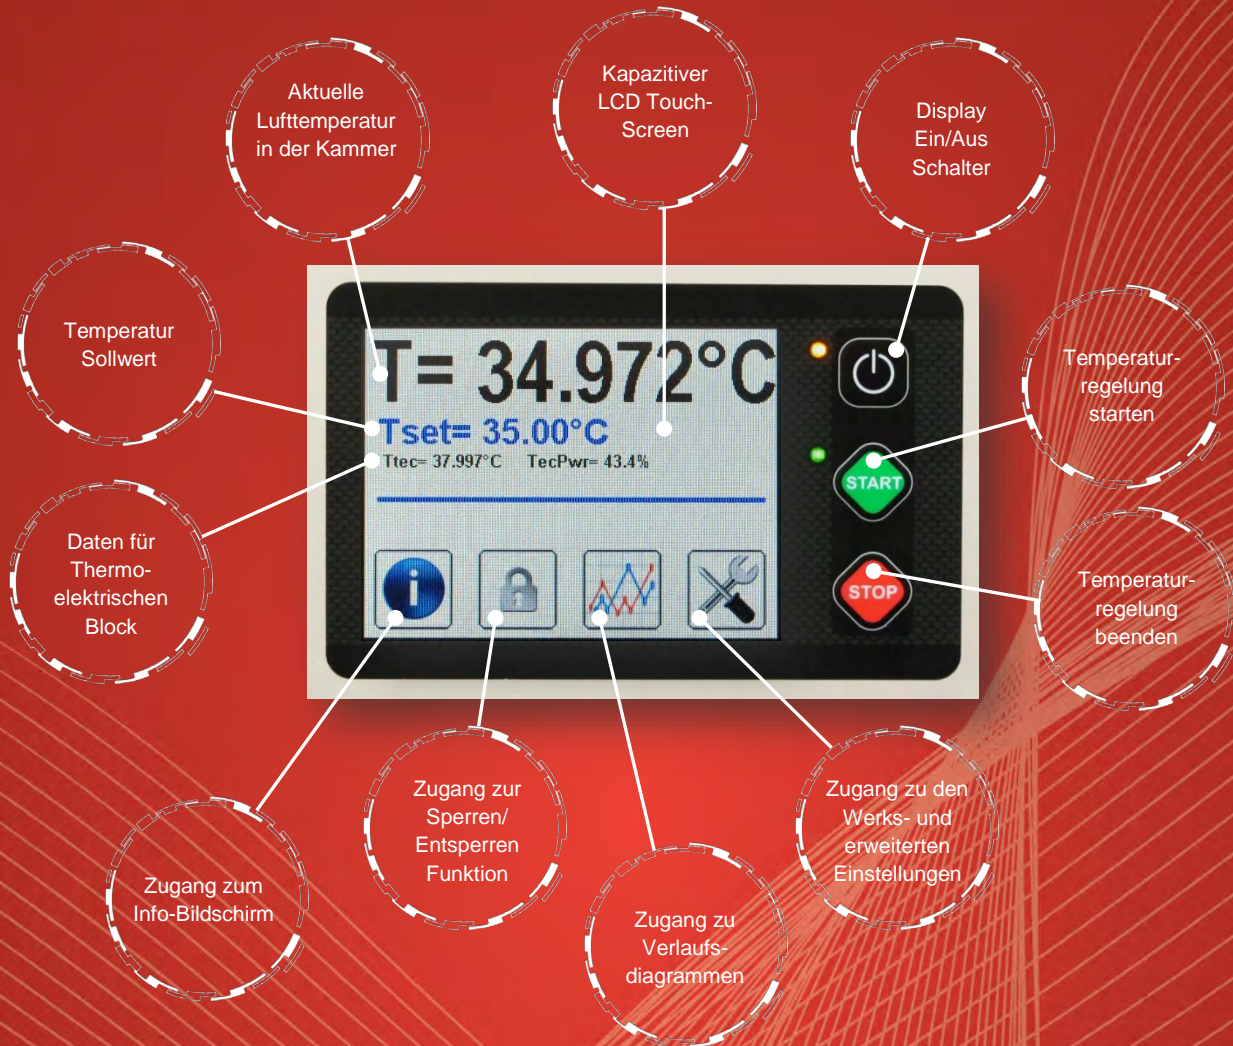 Aktuelle
Lufttemperatur
in der Kammer
Kapazitiver
LCD Touch-
Screen
Display
Ein/Aus
Schalter
Temperatur
Sollwert
T= 34.972°C
Tset= 35.00°C
Ttec= 37.997°C TecPwr= 43.4%
START
STOP
Temperatur-
regelung
starten
Daten für
Thermo-
elektrischen
Block
Temperatur-
regelung
beenden
i
Zugang zum
Info-Bildschirm
Zugang zur
Sperren/
Entsperren
Funktion
Zugang zu
Verlaufs-
diagrammen
Zugang zu den
Werks- und
erweiterten
Einstellungen